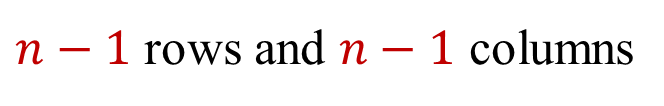 n − 1 rows and n − 1 columns